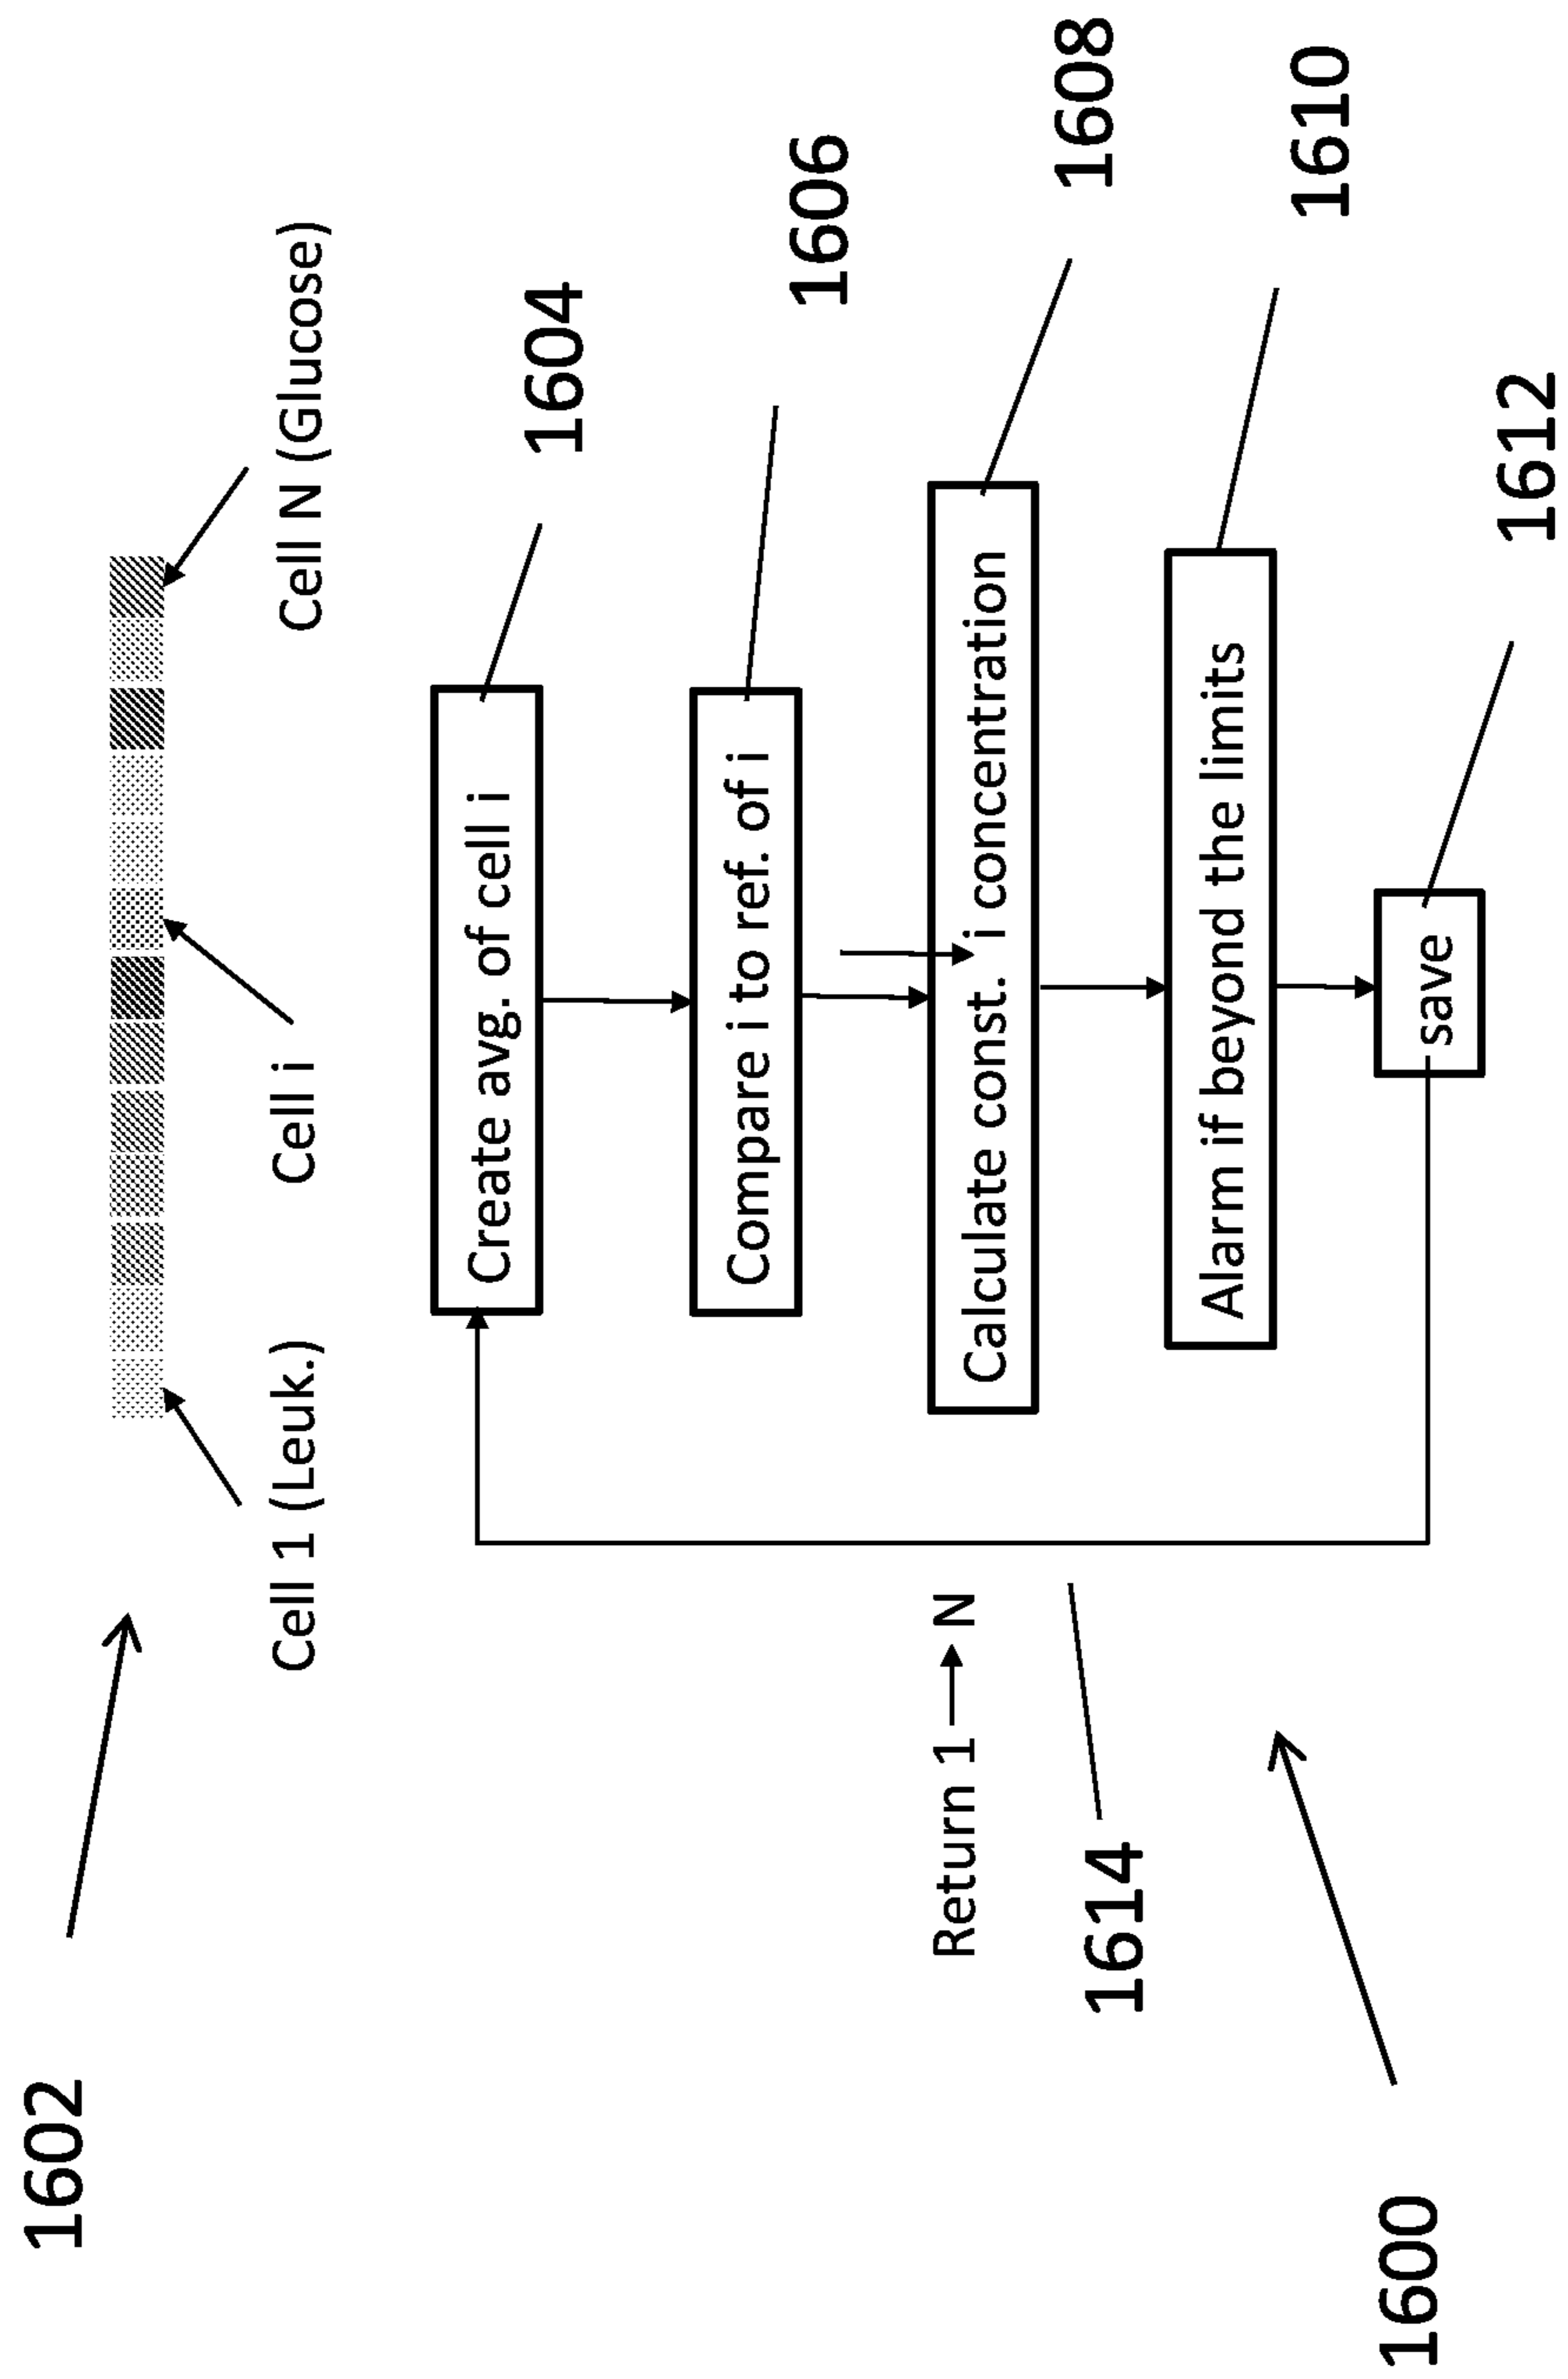 1602
Cell 1 (Leuk.)
Cell i
Cell N (Glucose)
Create avg. of cell i
1604
Compare i to ref. of i
1606
Return 1 → N
Calculate const. i concentration
1608
1614
Alarm if beyond the limits
1610
1600
save
1612